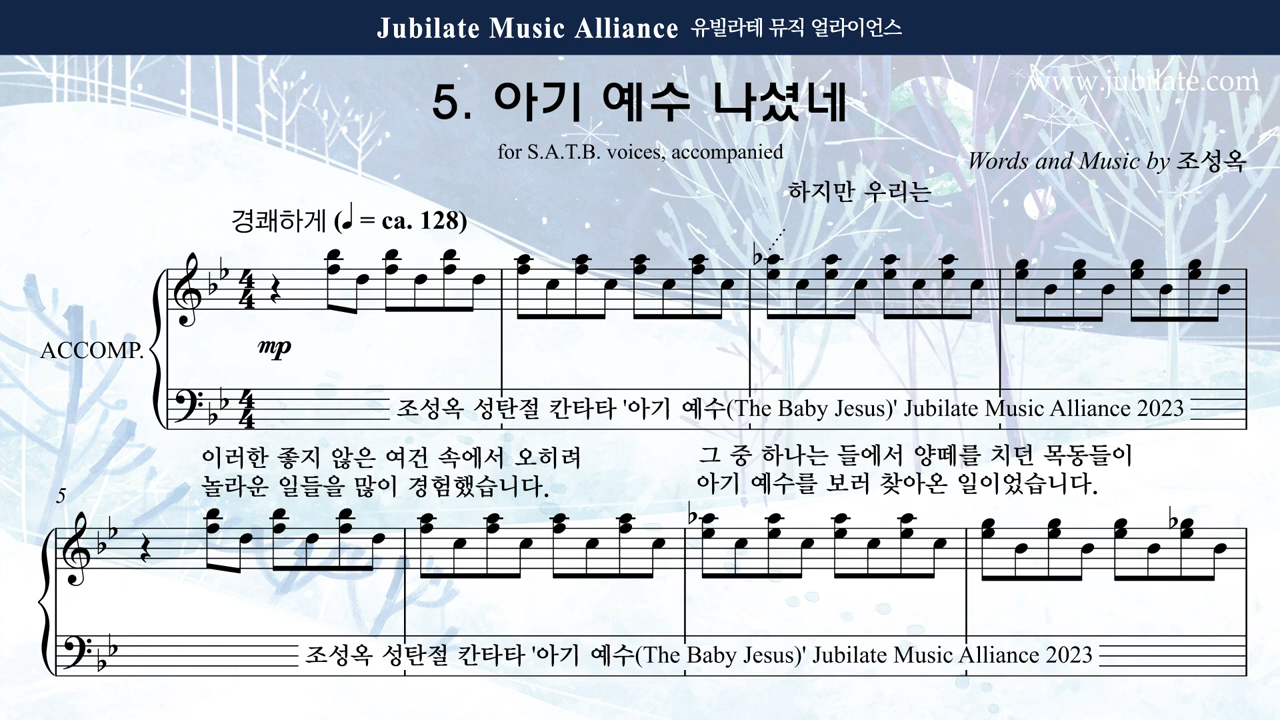 Jubilate Music Alliance 유빌라테 뮤직 얼라이언스
www.jubilate.com
5. 아기 예수 나셨네
for S.A.T.B. voices, accompanied
Words and Music by 조성옥
하지만 우리는
경쾌하게 (♩ = ca. 128)
4 4
mp
ACCOMP.
4 4
조성옥 성탄절 칸타타 '아기 예수(The Baby Jesus)' Jubilate Music Alliance 2023
이러한 좋지 않은 여건 속에서 오히려
놀라운 일들을 많이 경험했습니다.
그 중 하나는 들에서 양떼를 치던 목동들이
아기 예수를 보러 찾아온 일이었습니다.
5
조성옥 성탄절 칸타타 '아기 예수(The Baby Jesus)' Jubilate Music Alliance 2023